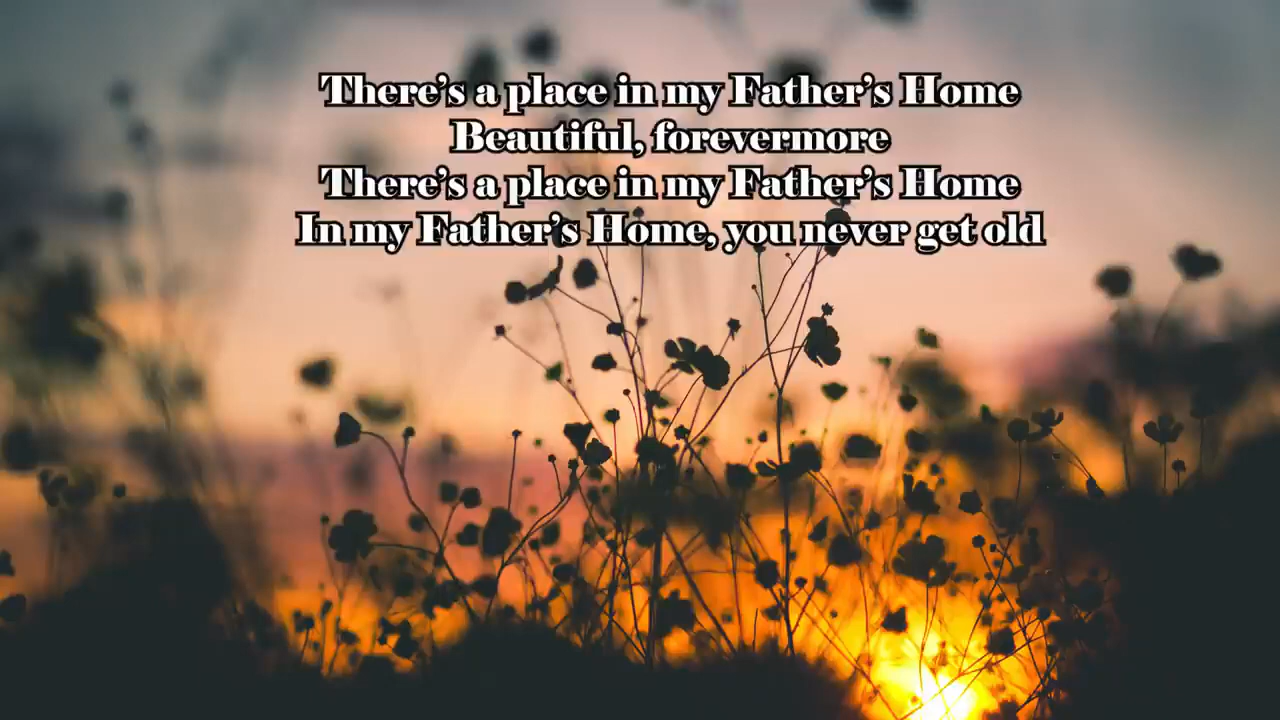 There's a place in my Father's Home
Beautiful, forevermore
There's a place in my Father's Home
In my Father's Home, you never get old